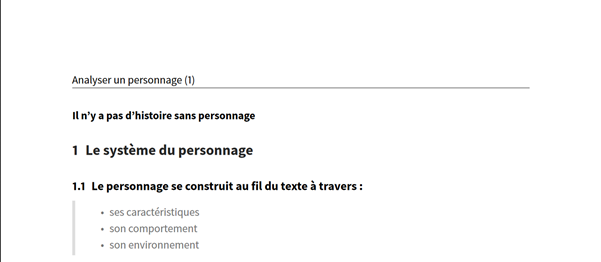 Analyser un personnage (1)
Il n’y a pas d’histoire sans personnage
1 Le système du personnage
1.1 Le personnage se construit au fil du texte à travers :
• ses caractéristiques
• son comportement
• son environnement